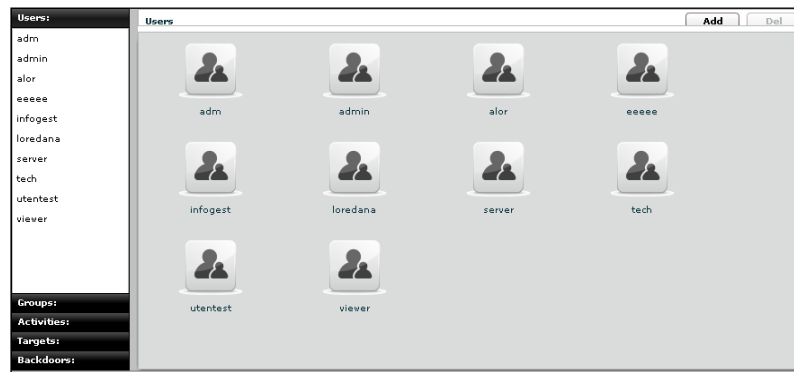 Users:
adm
admin
alor
eeeee
infogest
loredana
server
tech
utentest
viewer
Groups:
Activities:
Targets:
Backdoors:
Users
Add Del
adm admin alor eeeee
infogest loredana server tech
utentest viewer